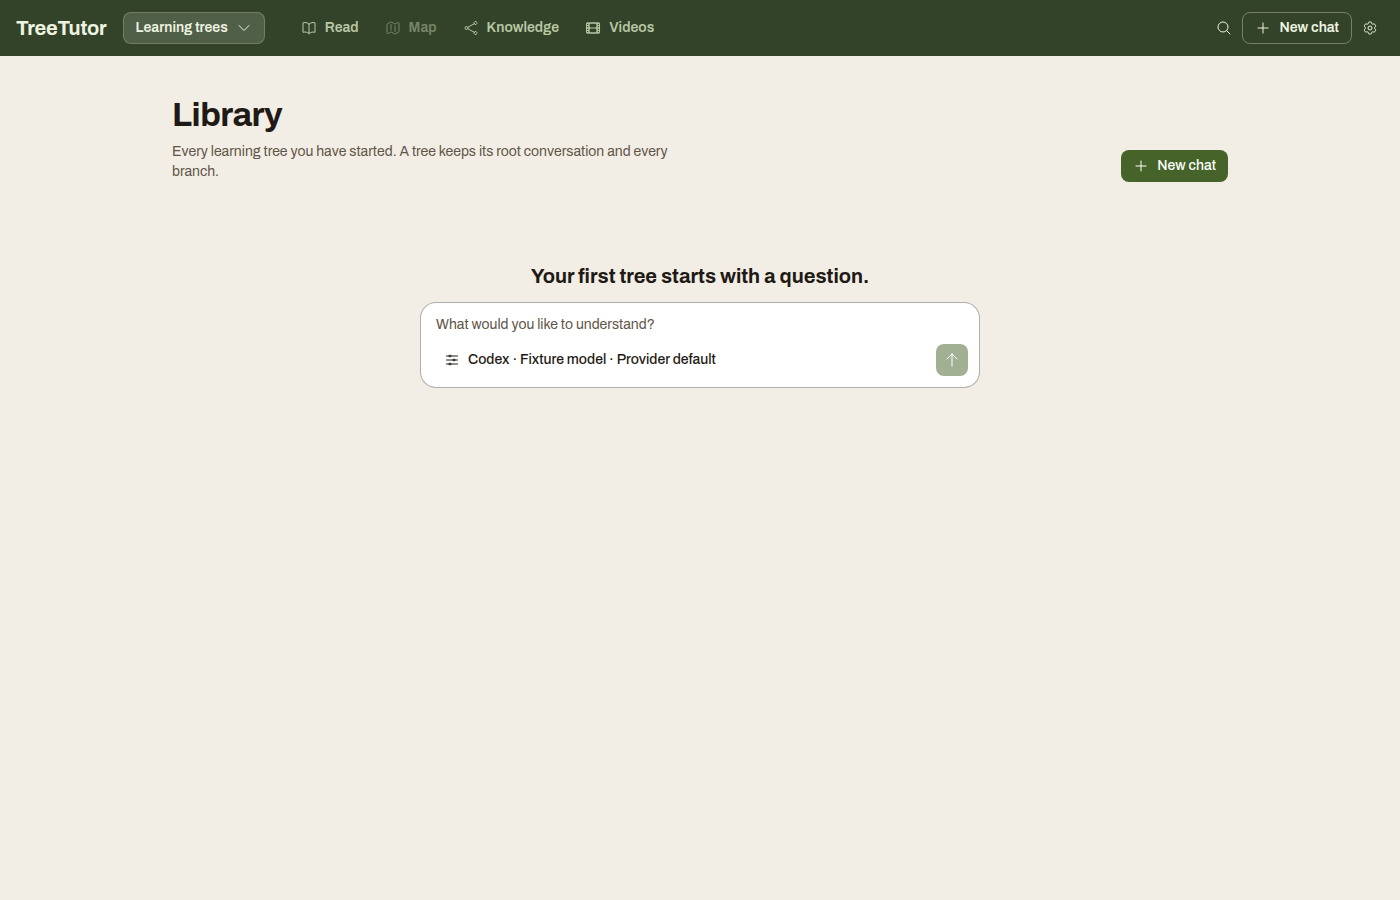 TreeTutor
Learning trees
Read
Map
Knowledge
Videos
New chat
Library
Every learning tree you have started. A tree keeps its root conversation and every
branch.
New chat
Your first tree starts with a question.
What would you like to understand?
Codex · Fixture model · Provider default